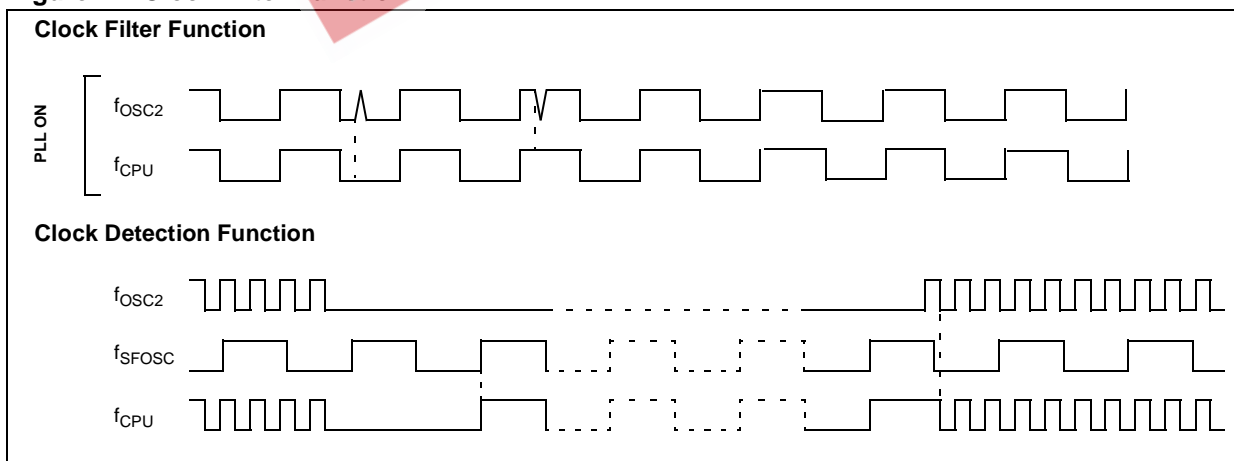 Clock Filter Function
PLL ON
fOSC2
fCPU
Clock Detection Function
fOSC2
fSFOSC
fCPU